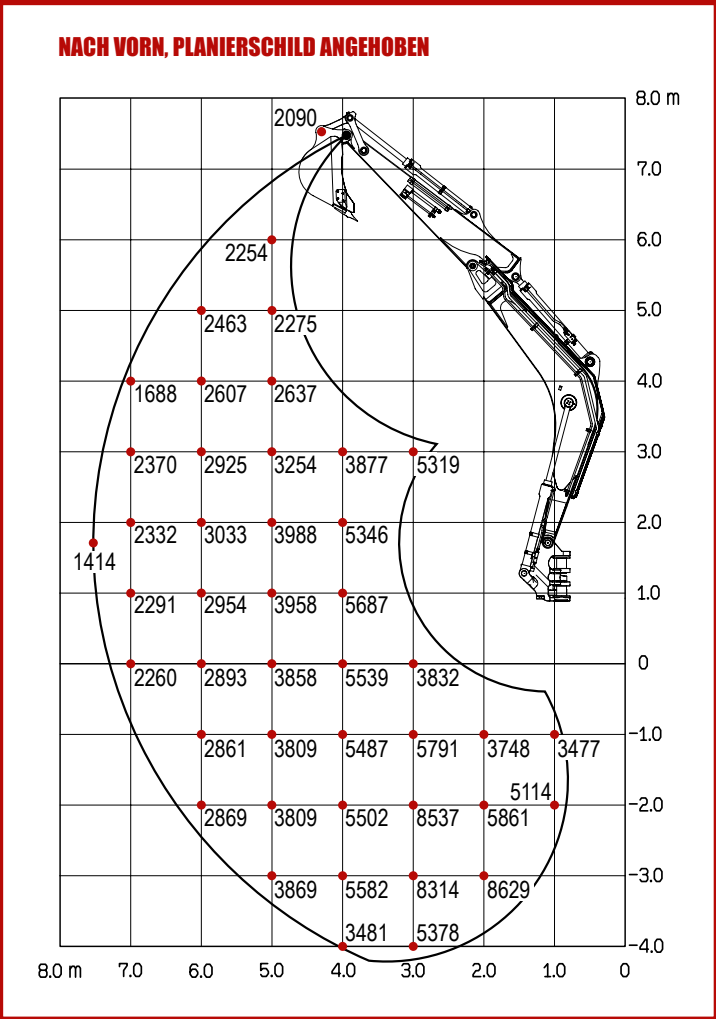 NACH VORN, PLANIERSCHILD ANGEHOBEN
8.0 m
2090
7.0
2254
6.0
2463 2275
5.0
1688 2607 2637
4.0
3.0
2370 2925 3254 3877 5319
2.0
2332 3033 3988 5346
1414
1.0
2291 2954 3958 5687
0
2260 2893 3858 5539 3832
−1.0
2861 3809 5487 5791 3748 3477
5114
−2.0
2869 3809 5502 8537 5861
−3.0
3869 5582 8314 8629
3481 5378
−4.0
8.0 m 7.0 6.0 5.0 4.0 3.0 2.0 1.0 0